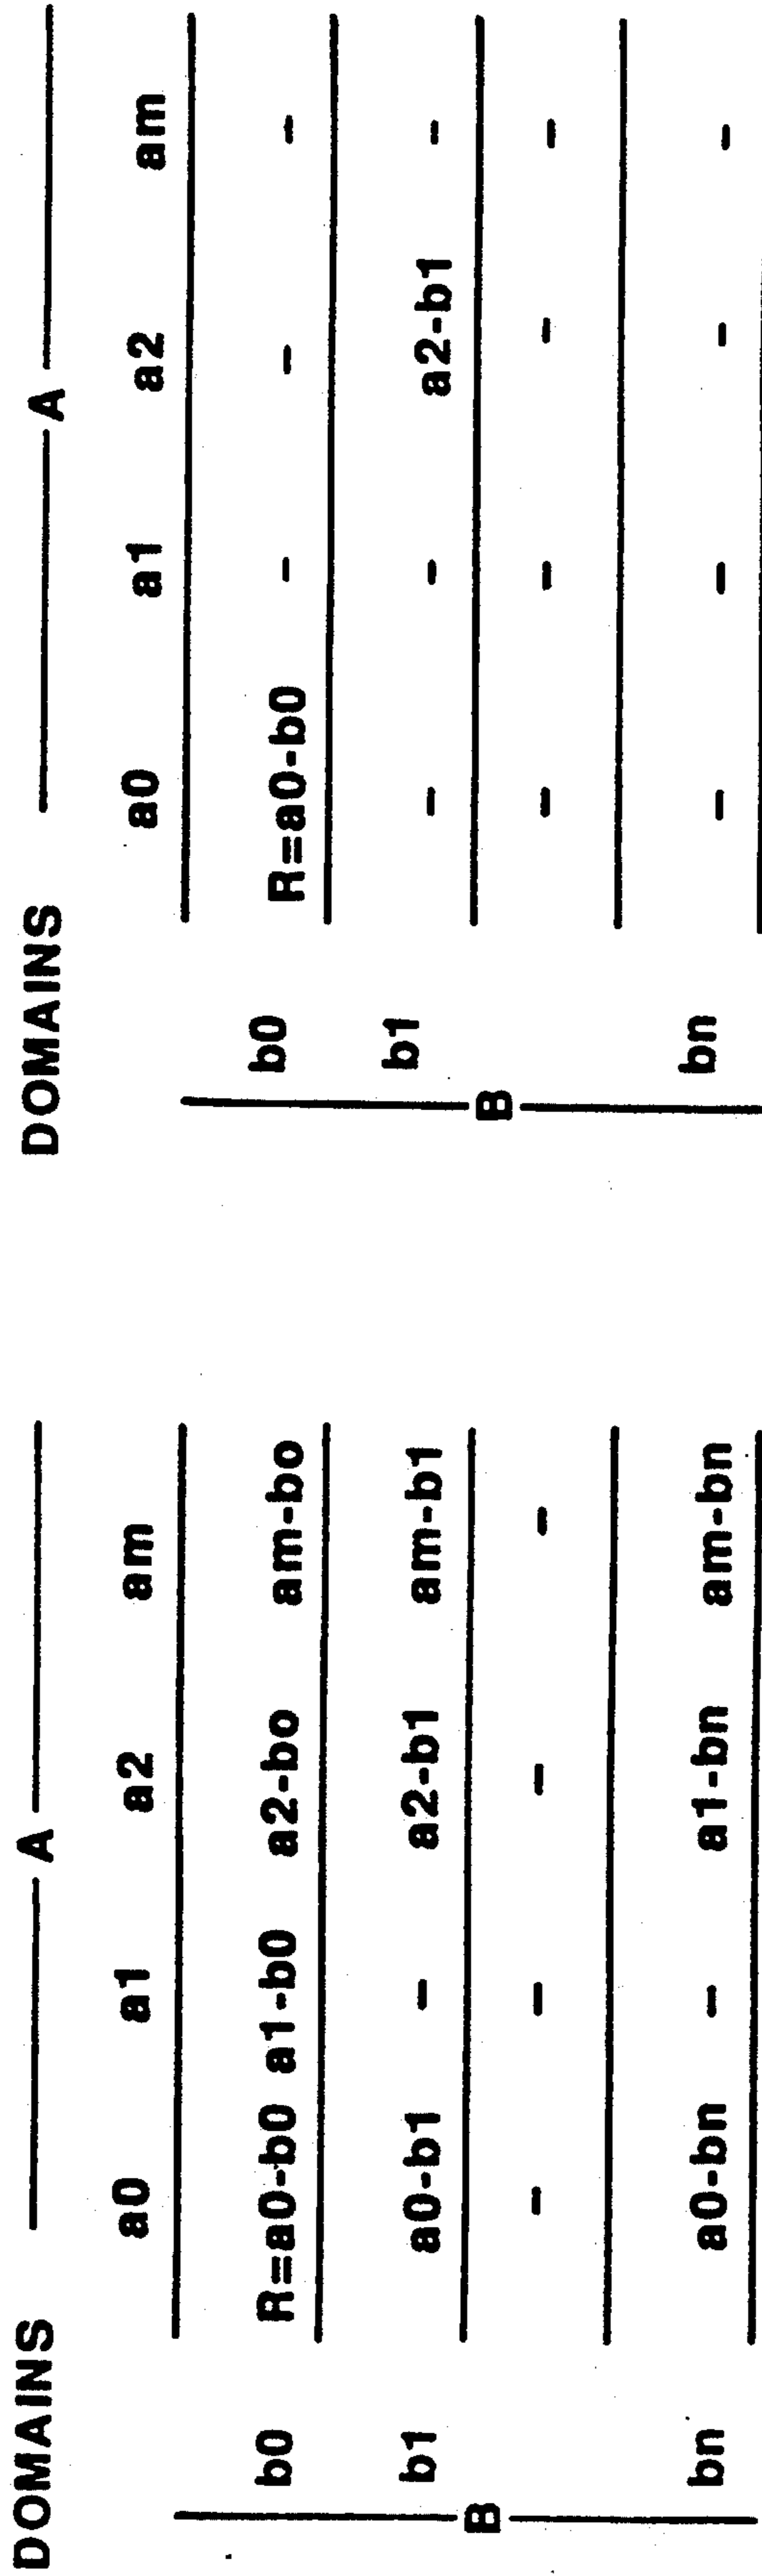 DOMAINS A
a0 a1 a2 am
b0 R=a0-b0 a1-b0 a2-bo am-bo
b1 a0-b1 - a2-b1 am-b1
B - - - -
bn a0-bn - a1-bn am-bn
DOMAINS A
a0 a1 a2 am
b0 R=a0-b0 - - -
b1 - - a2-b1 -
B - - - -
bn - - - -